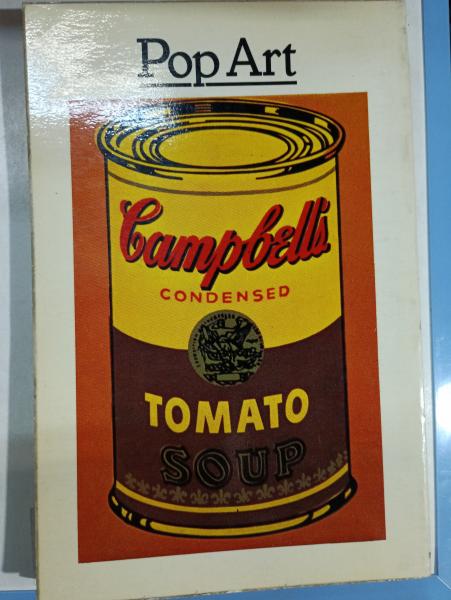 Pop Art
Campbell's
CONDENSED
TOMATO
SOUP